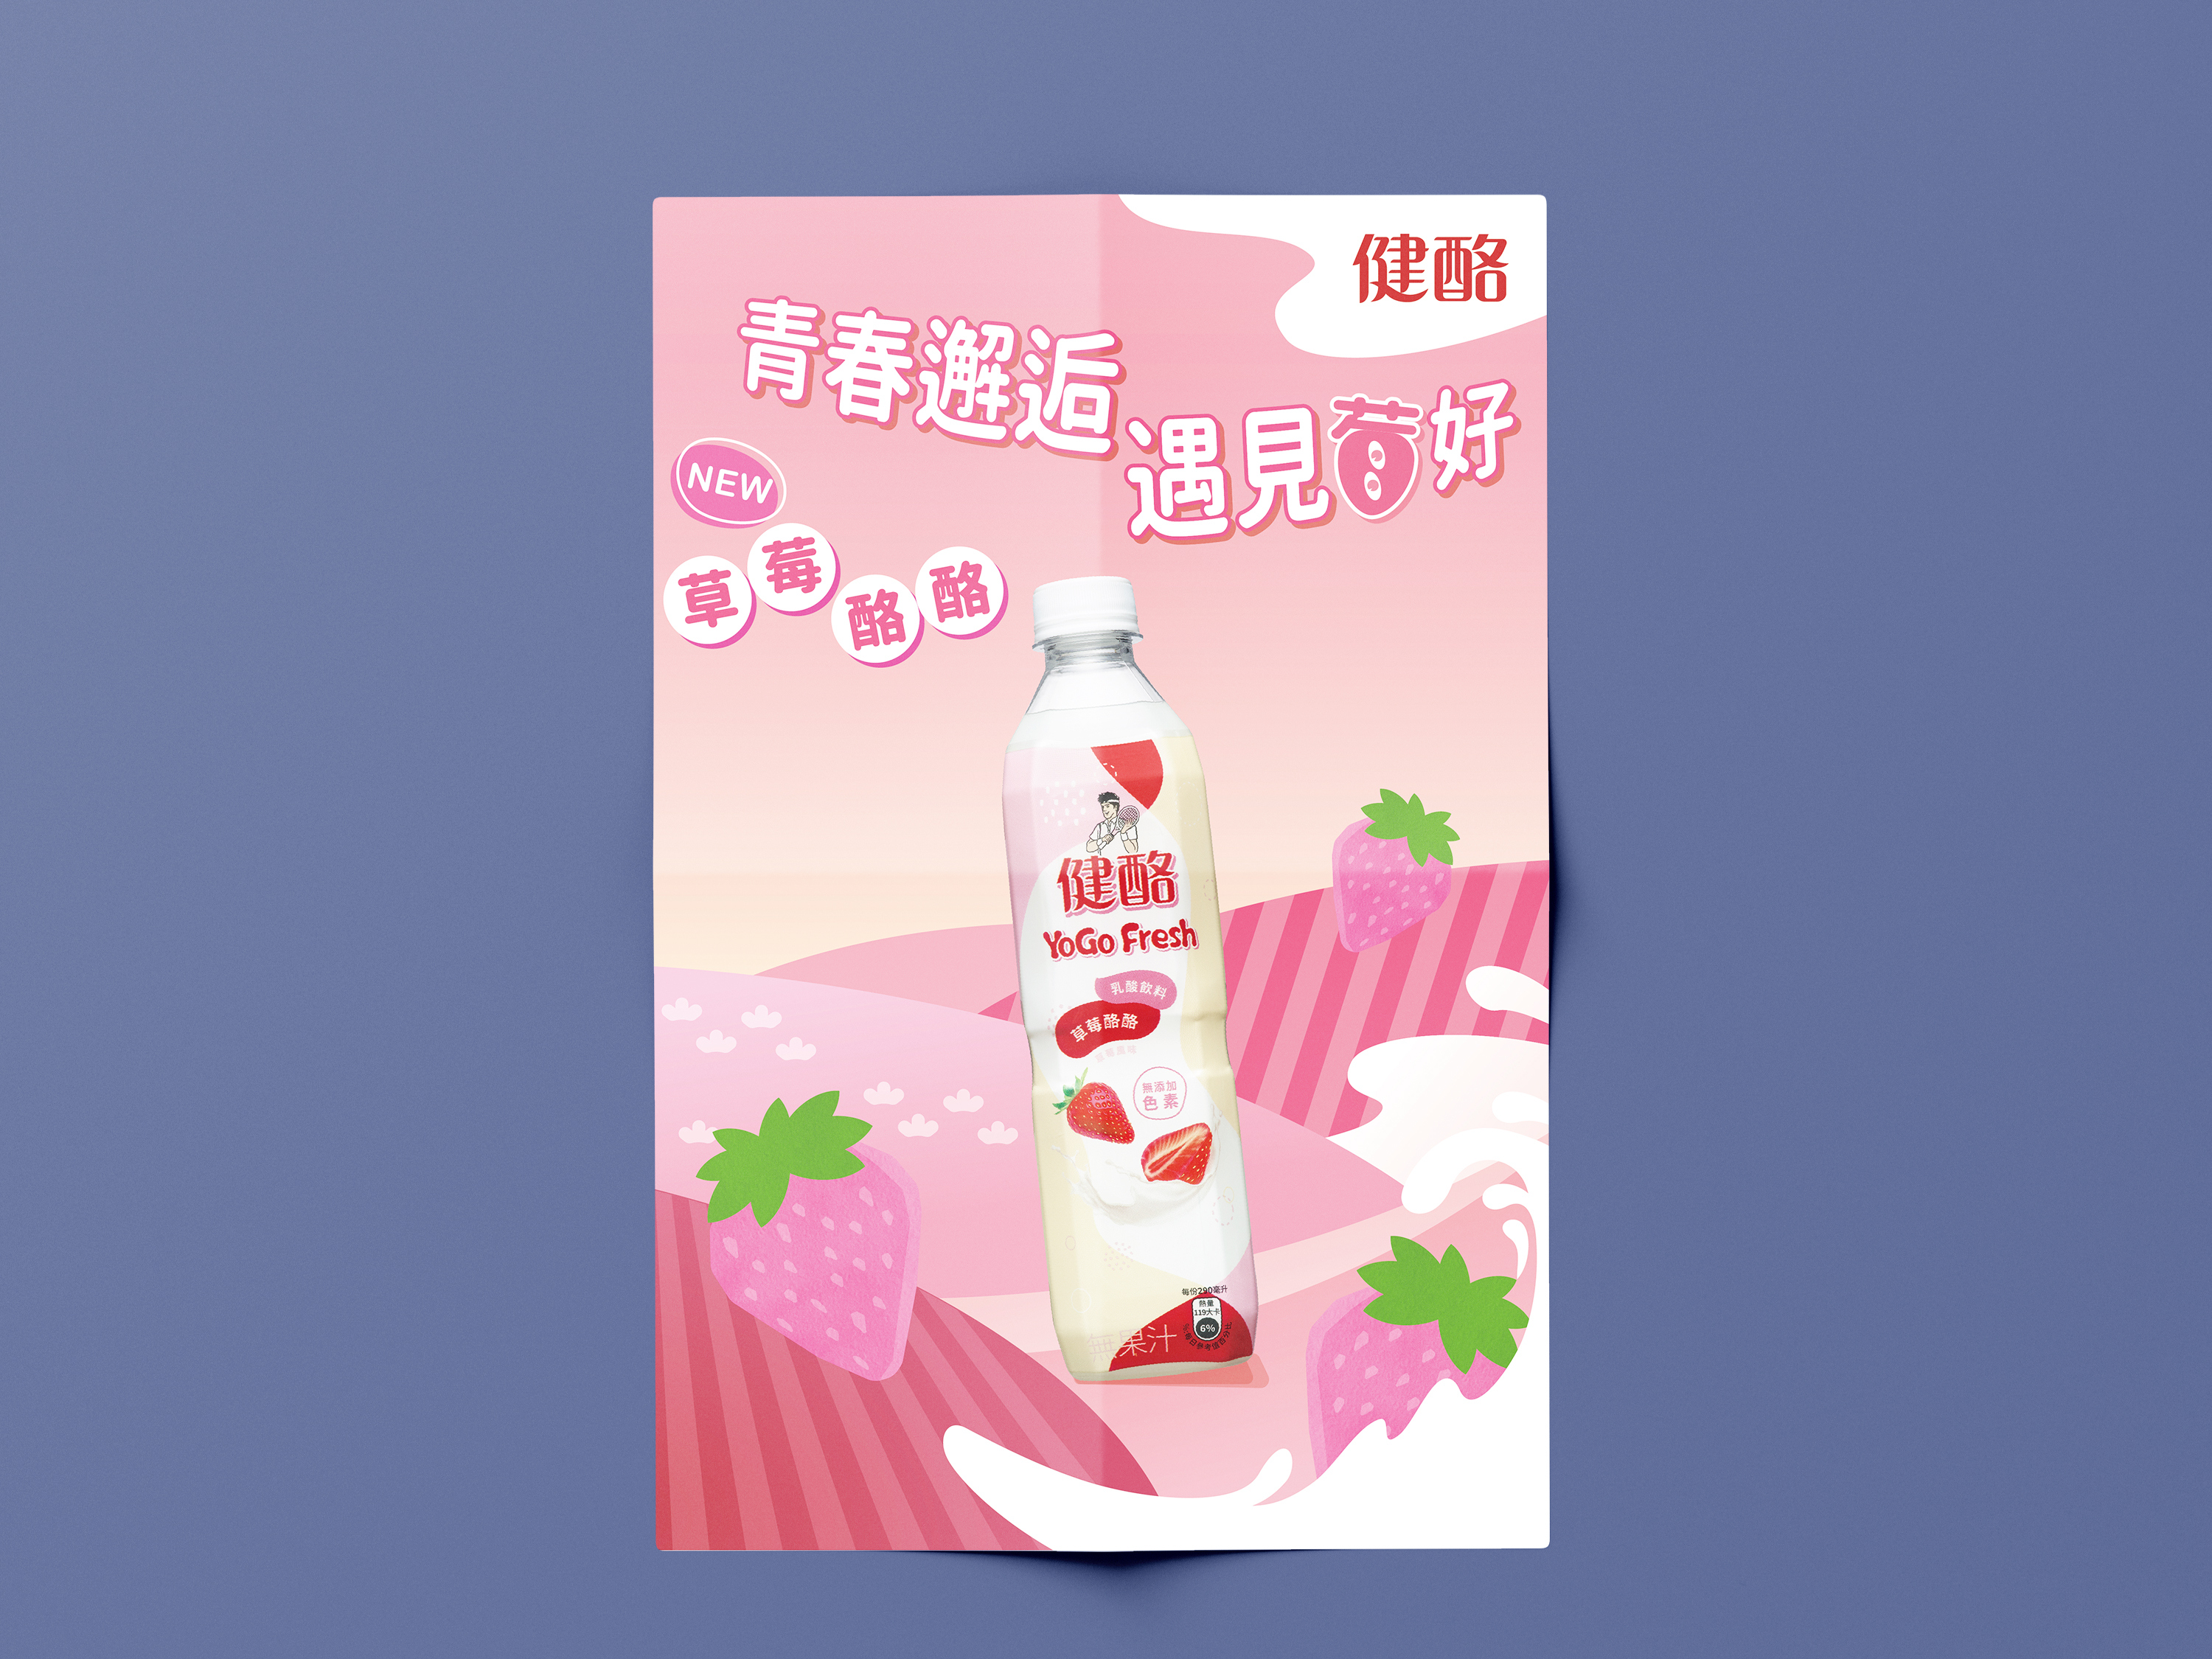 健酪
青春邂逅
遇見莓好
NEW
草莓酪酪
健酪
YoGo Fresh
乳酸飲料
草莓酪酪
無添加
色素
每份290毫升
熱量
119大卡
6%
無果汁